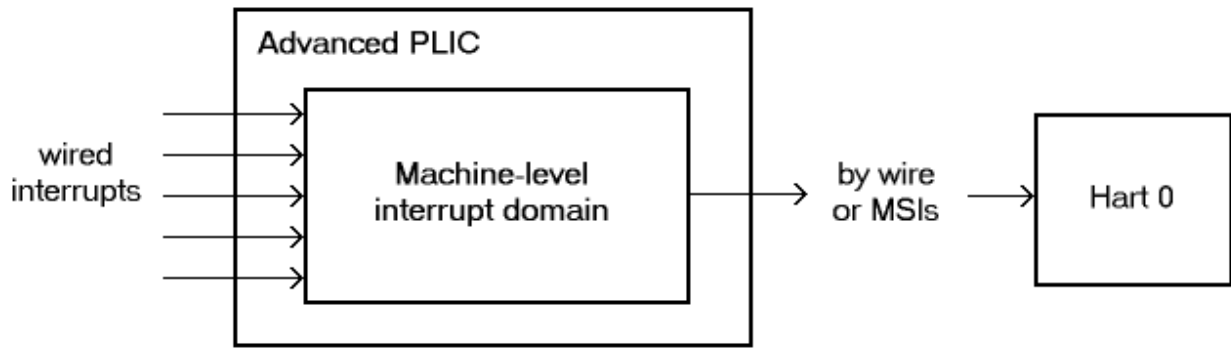 Advanced PLIC
wired
interrupts
Machine-level
interrupt domain
by wire
or MSIs
Hart 0